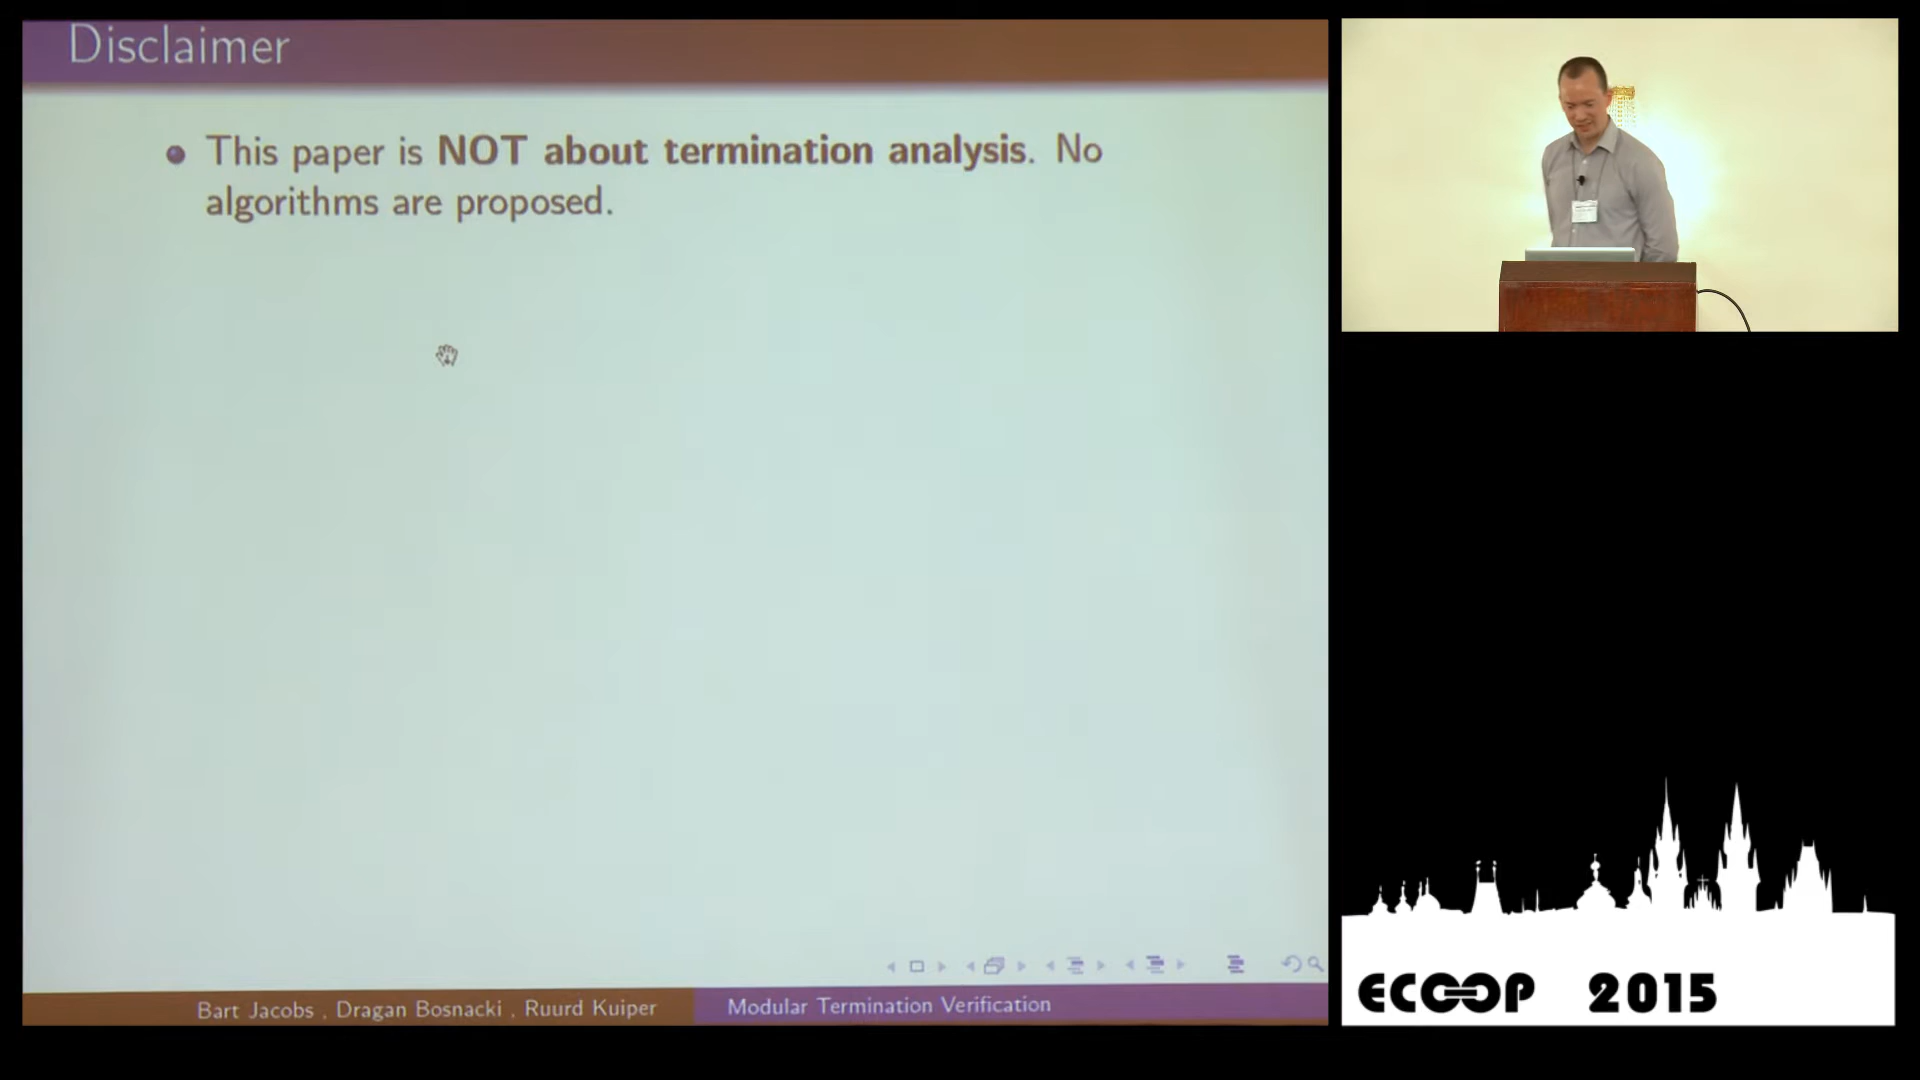 Disclaimer
This paper is NOT about termination analysis. No
algorithms are proposed.
Bart Jacobs , Dragan Bosnacki , Ruurd Kuiper
Modular Termination Verification
ECOOP 2015